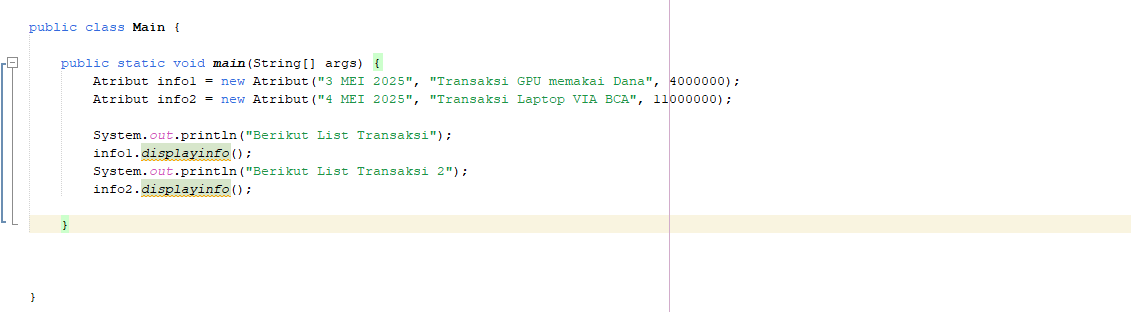 public class Main {
public static void main(String[] args) {
Atribut info1 = new Atribut("3 MEI 2025", "Transaksi GPU memakai Dana", 4000000);
Atribut info2 = new Atribut("4 MEI 2025", "Transaksi Laptop VIA BCA", 11000000);
System.out.println("Berikut List Transaksi");
info1.displayinfo();
System.out.println("Berikut List Transaksi 2");
info2.displayinfo();
}
}